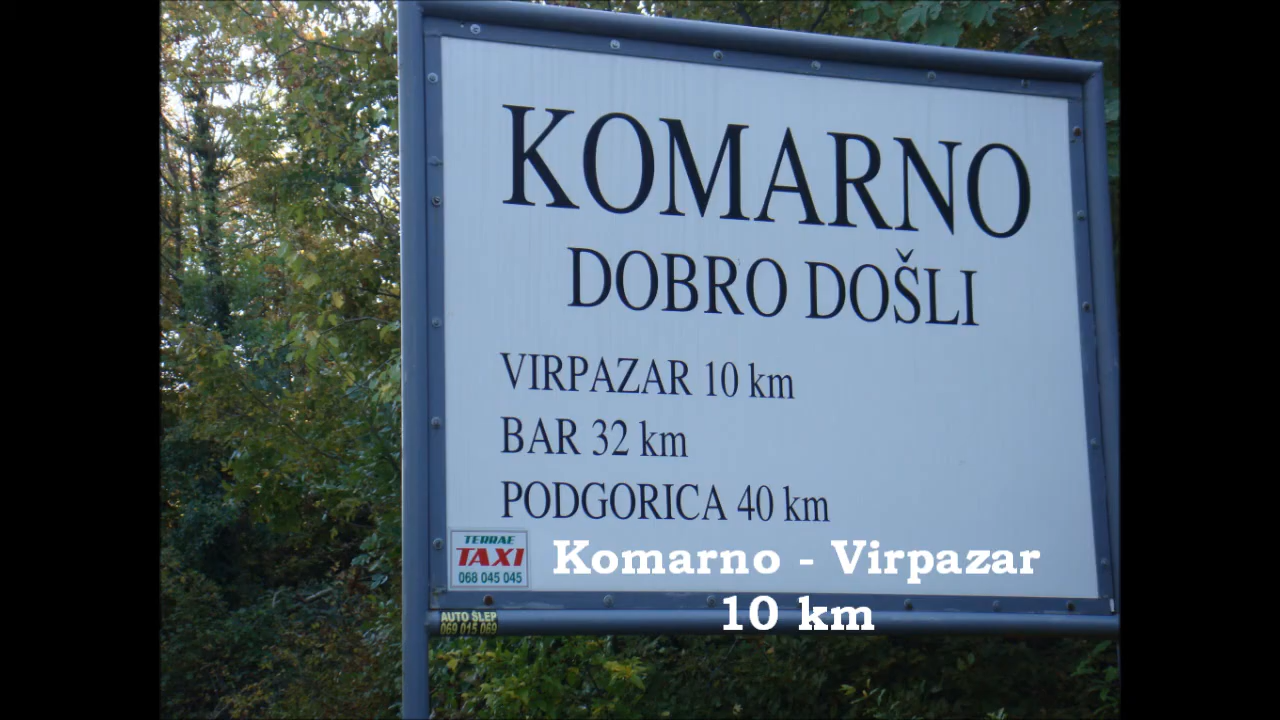 KOMARNO
DOBRO DOŠLI
VIRPAZAR 10 km
BAR 32 km
PODGORICA 40 km
TERRAE
TAXI
068 045 045
Komarno - Virpazar
10 km
AUTO ŠLEP
069 015 069